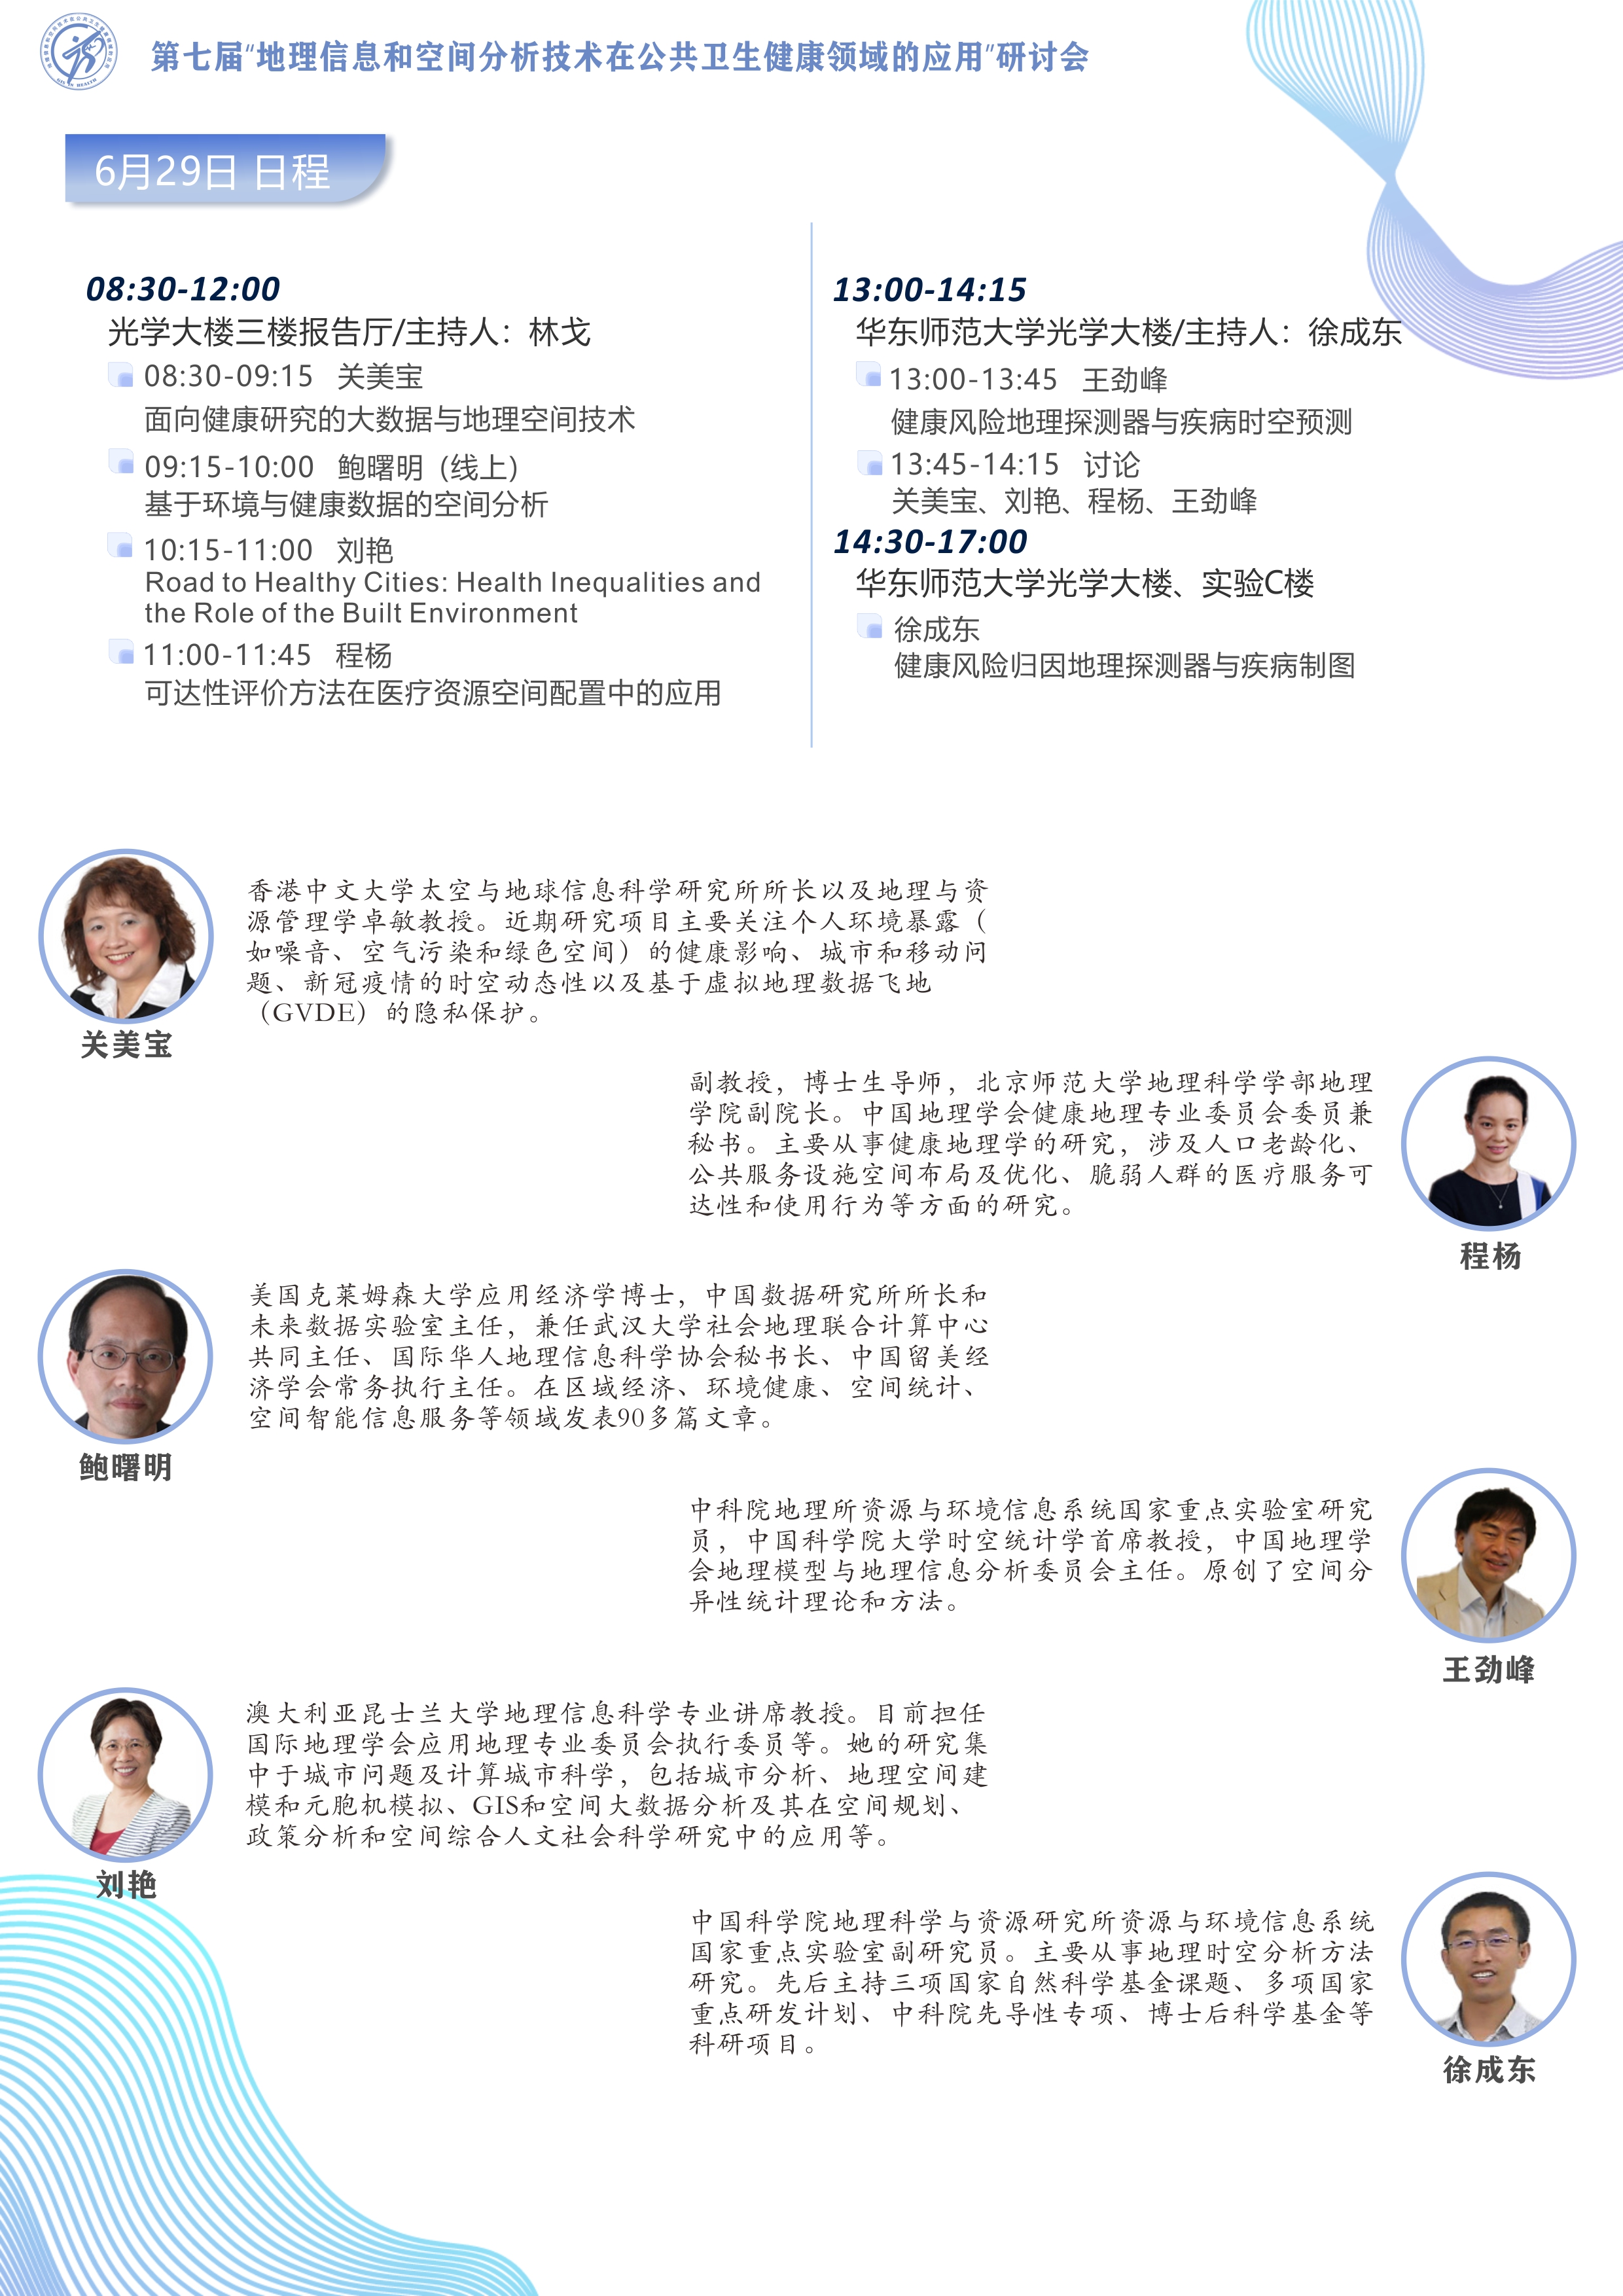 第七届“地理信息和空间分析技术在公共卫生健康领域的应用”研讨会
6月29日 日程
08:30-12:00
光学大楼三楼报告厅/主持人：林戈
08:30-09:15 关美宝
面向健康研究的大数据与地理空间技术
09:15-10:00 鲍曙明（线上）
基于环境与健康数据的空间分析
10:15-11:00 刘艳
Road to Healthy Cities: Health Inequalities and
the Role of the Built Environment
11:00-11:45 程杨
可达性评价方法在医疗资源空间配置中的应用
13:00-14:15
华东师范大学光学大楼/主持人：徐成东
13:00-13:45 王劲峰
健康风险地理探测器与疾病时空预测
13:45-14:15 讨论
关美宝、刘艳、程杨、王劲峰
14:30-17:00
华东师范大学光学大楼、实验C楼
徐成东
健康风险归因地理探测器与疾病制图
香港中文大学太空与地球信息科学研究所所长以及地理与资
源管理学卓敏教授。近期研究项目主要关注个人环境暴露（
如噪音、空气污染和绿色空间）的健康影响、城市和移动问
题、新冠疫情的时空动态性以及基于虚拟地理数据飞地
（GVDE）的隐私保护。
关美宝
副教授，博士生导师，北京师范大学地理科学学部地理
学院副院长。中国地理学会健康地理专业委员会委员兼
秘书。主要从事健康地理学的研究，涉及人口老龄化、
公共服务设施空间布局及优化、脆弱人群的医疗服务可
达性和使用行为等方面的研究。
程杨
美国克莱姆森大学应用经济学博士，中国数据研究所所长和
未来数据实验室主任，兼任武汉大学社会地理联合计算中心
共同主任、国际华人地理信息科学协会秘书长、中国留美经
济学会常务执行主任。在区域经济、环境健康、空间统计、
空间智能信息服务等领域发表90多篇文章。
鲍曙明
中科院地理所资源与环境信息系统国家重点实验室研究
员，中国科学院大学时空统计学首席教授，中国地理学
会地理模型与地理信息分析委员会主任。原创了空间分
异性统计理论和方法。
王劲峰
澳大利亚昆士兰大学地理信息科学专业讲席教授。目前担任
国际地理学会应用地理专业委员会执行委员等。她的研究集
中于城市问题及计算城市科学，包括城市分析、地理空间建
模和元胞机模拟、GIS和空间大数据分析及其在空间规划、
政策分析和空间综合人文社会科学研究中的应用等。
刘艳
中国科学院地理科学与资源研究所资源与环境信息系统
国家重点实验室副研究员。主要从事地理时空分析方法
研究。先后主持三项国家自然科学基金课题、多项国家
重点研发计划、中科院先导性专项、博士后科学基金等
科研项目。
徐成东